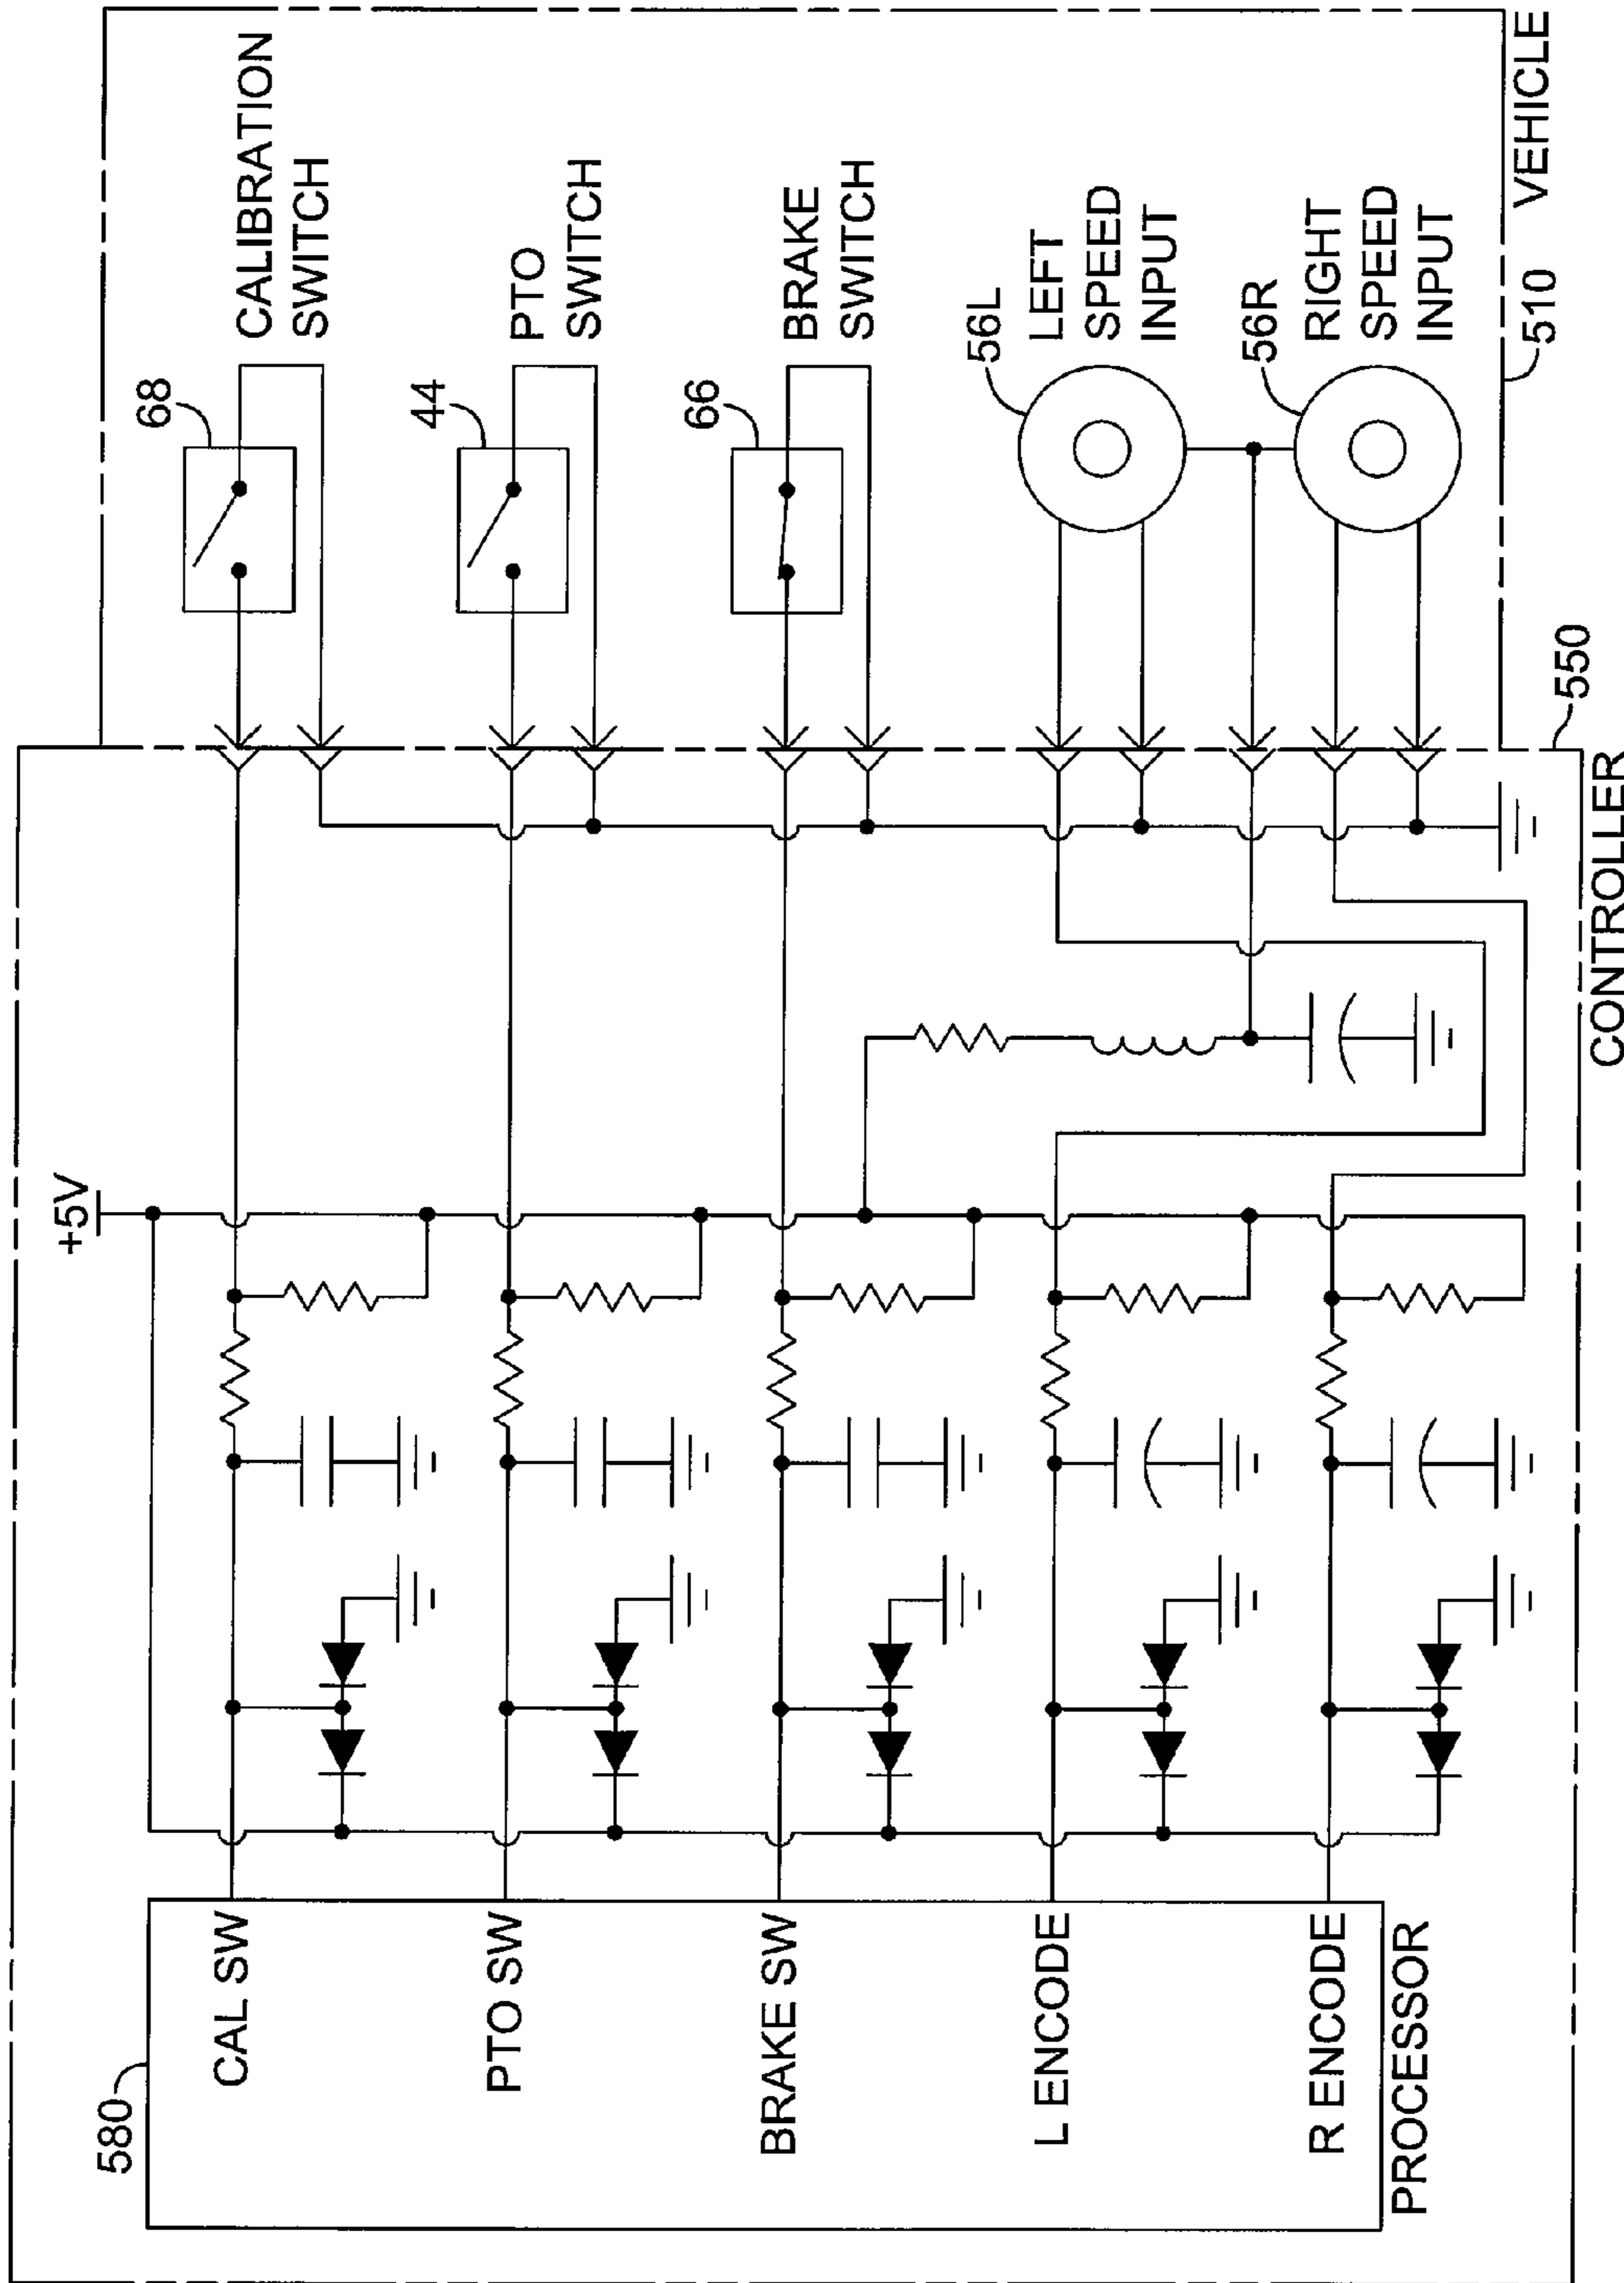 580
CAL SW
PTO SW
BRAKE SW
L ENCODE
R ENCODE
PROCESSOR
+5V
CONTROLLER
550
68
CALIBRATION
SWITCH
44
PTO
SWITCH
66
BRAKE
SWITCH
56L
LEFT
SPEED
INPUT
56R
RIGHT
SPEED
INPUT
510
VEHICLE